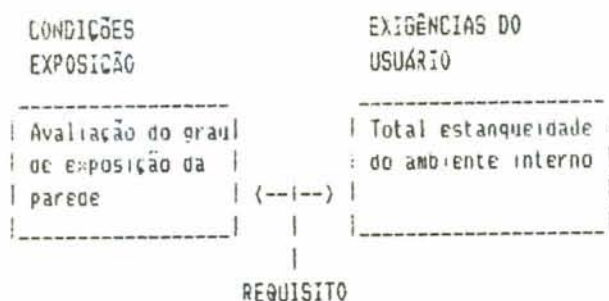 CONDIÇÕES
EXPOSIÇÃO
EXIGÊNCIAS DO
USUÁRIO
Avaliação do grau
de exposição da
parede
Total estanqueidade
do ambiente interno
REQUISITO